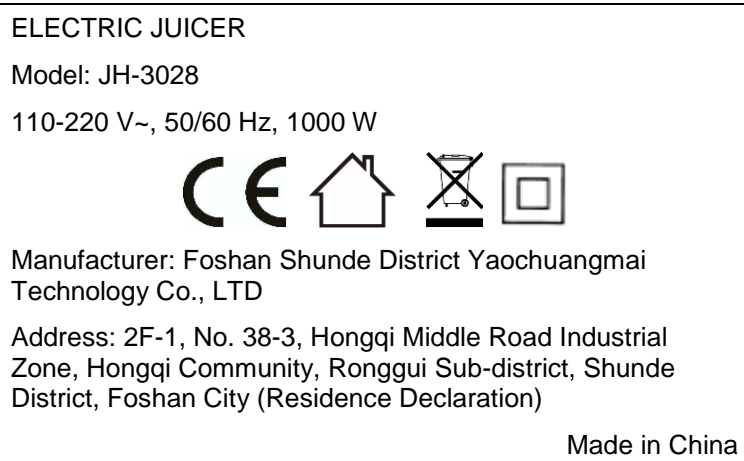 ELECTRIC JUICER
Model: JH-3028
110-220 V~, 50/60 Hz, 1000 W
CE
Manufacturer: Foshan Shunde District Yaochuangmai
Technology Co., LTD
Address: 2F-1, No. 38-3, Hongqi Middle Road Industrial
Zone, Hongqi Community, Ronggui Sub-district, Shunde
District, Foshan City (Residence Declaration)
Made in China